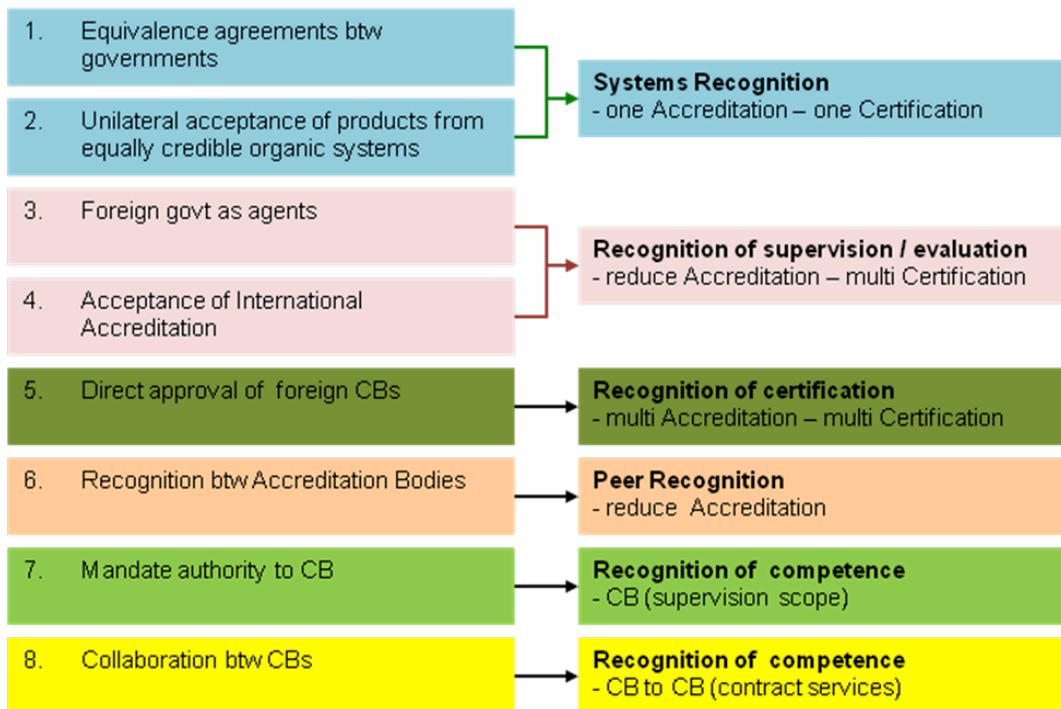 1. Equivalence agreements btw
governments
2. Unilateral acceptance of products from
equally credible organic systems
Systems Recognition
- one Accreditation – one Certification
3. Foreign govt as agents
4. Acceptance of International
Accreditation
Recognition of supervision / evaluation
- reduce Accreditation – multi Certification
5. Direct approval of foreign CBs
Recognition of certification
- multi Accreditation – multi Certification
6. Recognition btw Accreditation Bodies
Peer Recognition
- reduce Accreditation
7. Mandate authority to CB
Recognition of competence
- CB (supervision scope)
8. Collaboration btw CBs
Recognition of competence
- CB to CB (contract services)